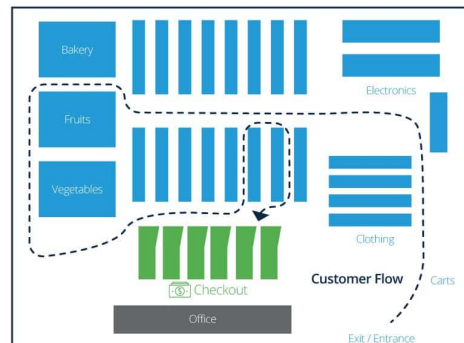 Bakery
Electronics
Fruits
Vegetables
Clothing
Customer Flow
Carts
$ Checkout
Office
Exit / Entrance